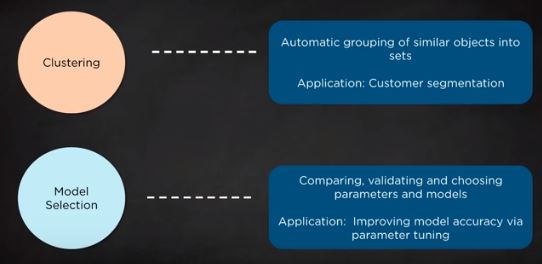 Clustering
Automatic grouping of similar objects into
sets
Application: Customer segmentation
Model
Selection
Comparing, validating and choosing
parameters and models
Application: Improving model accuracy via
parameter tuning